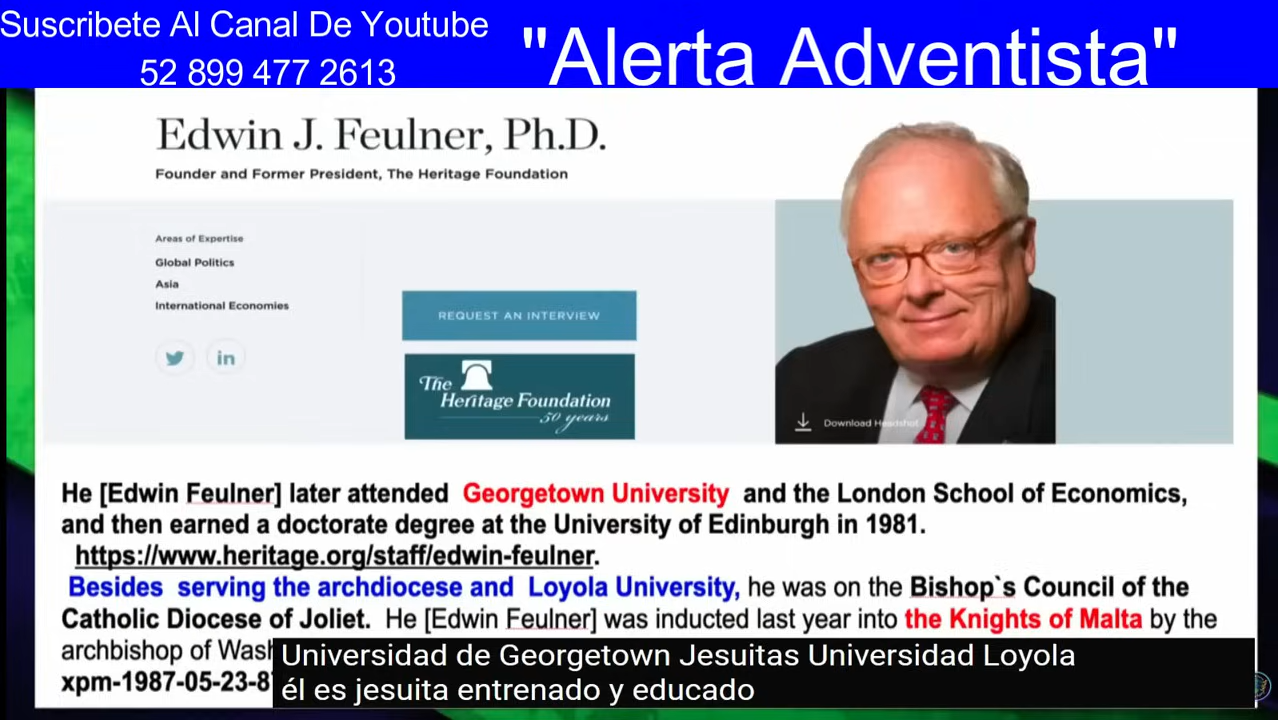 Suscribete Al Canal De Youtube
52 899 477 2613
"Alerta Adventista"
Edwin J. Feulner, Ph.D.
Founder and Former President, The Heritage Foundation
Areas of Expertise
Global Politics
Asia
International Economies
REQUEST AN INTERVIEW
The
Heritage Foundation
50 years
Download Headshot
He [Edwin Feulner] later attended Georgetown University and the London School of Economics,
and then earned a doctorate degree at the University of Edinburgh in 1981.
https://www.heritage.org/staff/edwin-feulner.
Besides serving the archdiocese and Loyola University, he was on the Bishop`s Council of the
Catholic Diocese of Joliet. He [Edwin Feulner] was inducted last year into the Knights of Malta by the
archbishop of
xpm-1987-05-23-
Universidad de Georgetown Jesuitas Universidad Loyola
él es jesuita entrenado y educado